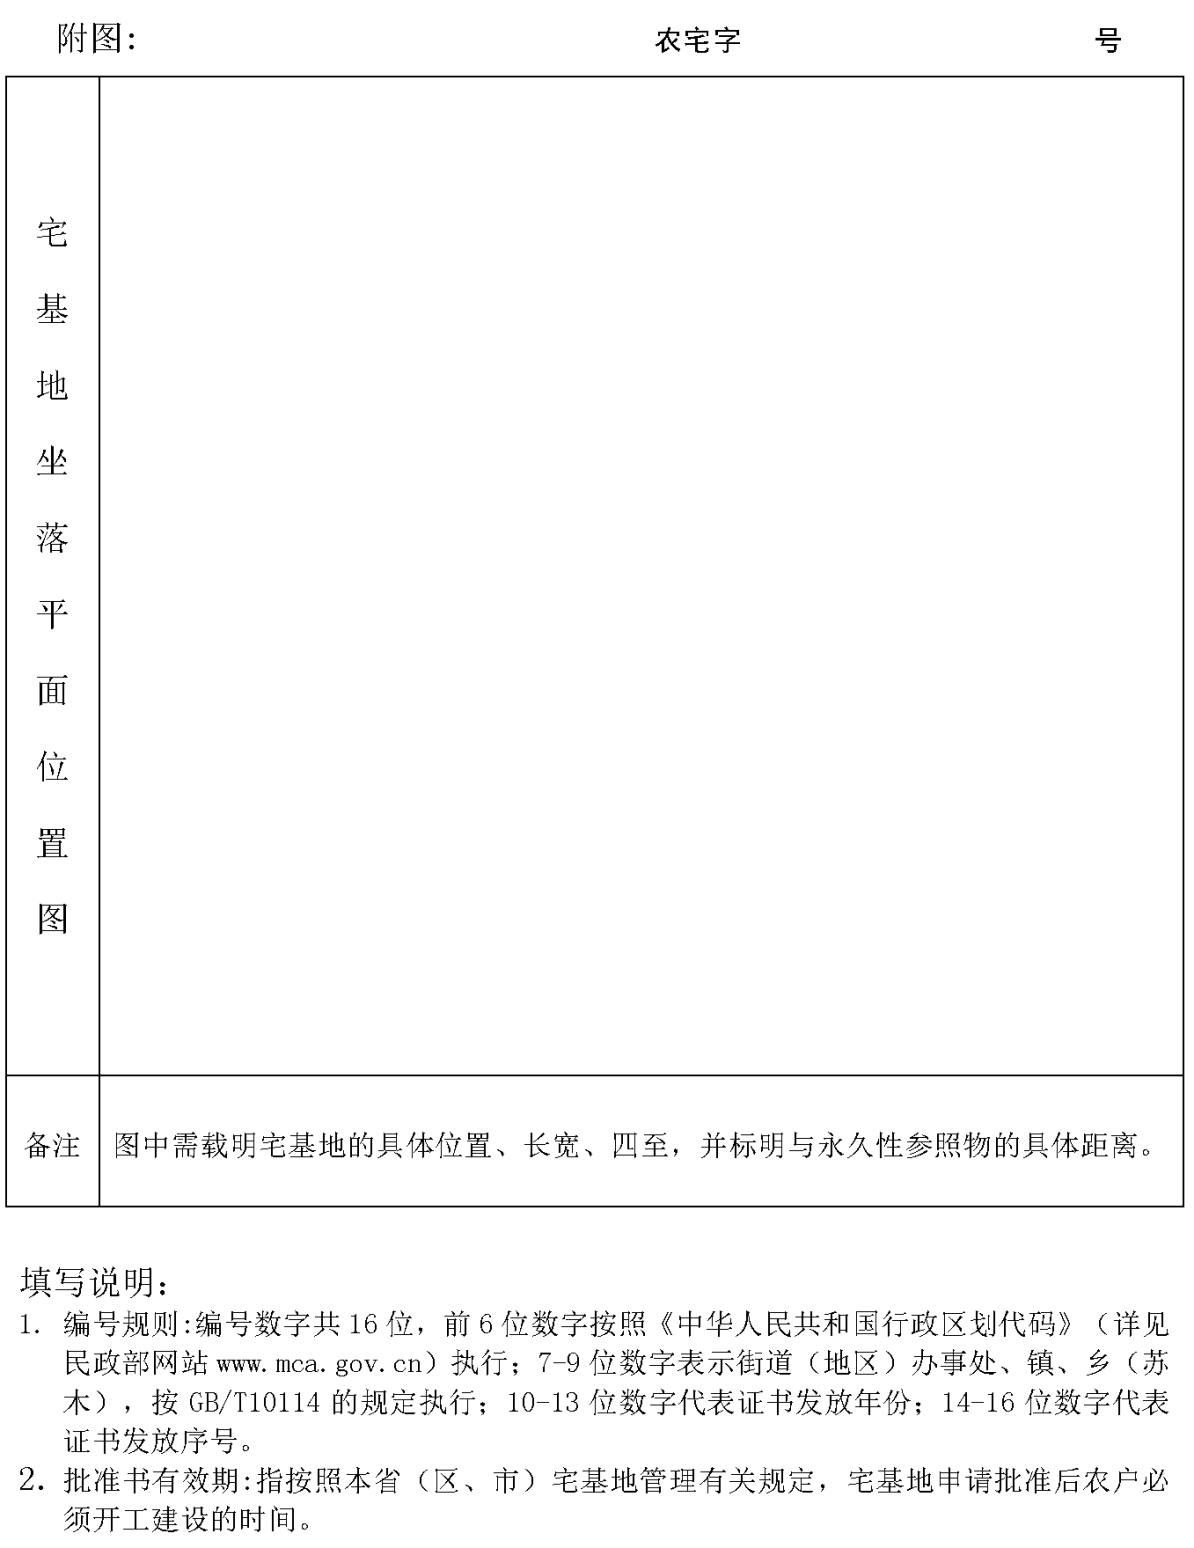 附图:
农宅字 号
宅
基
地
坐
落
平
面
位
置
图
备注 图中需载明宅基地的具体位置、长宽、四至，并标明与永久性参照物的具体距离。
填写说明：
1. 编号规则:编号数字共16位，前6位数字按照《中华人民共和国行政区划代码》（详见
民政部网站www.mca.gov.cn）执行；7-9位数字表示街道（地区）办事处、镇、乡（苏
木），按GB/T10114的规定执行；10-13位数字代表证书发放年份；14-16位数字代表
证书发放序号。
2. 批准书有效期:指按照本省（区、市）宅基地管理有关规定，宅基地申请批准后农户必
须开工建设的时间。